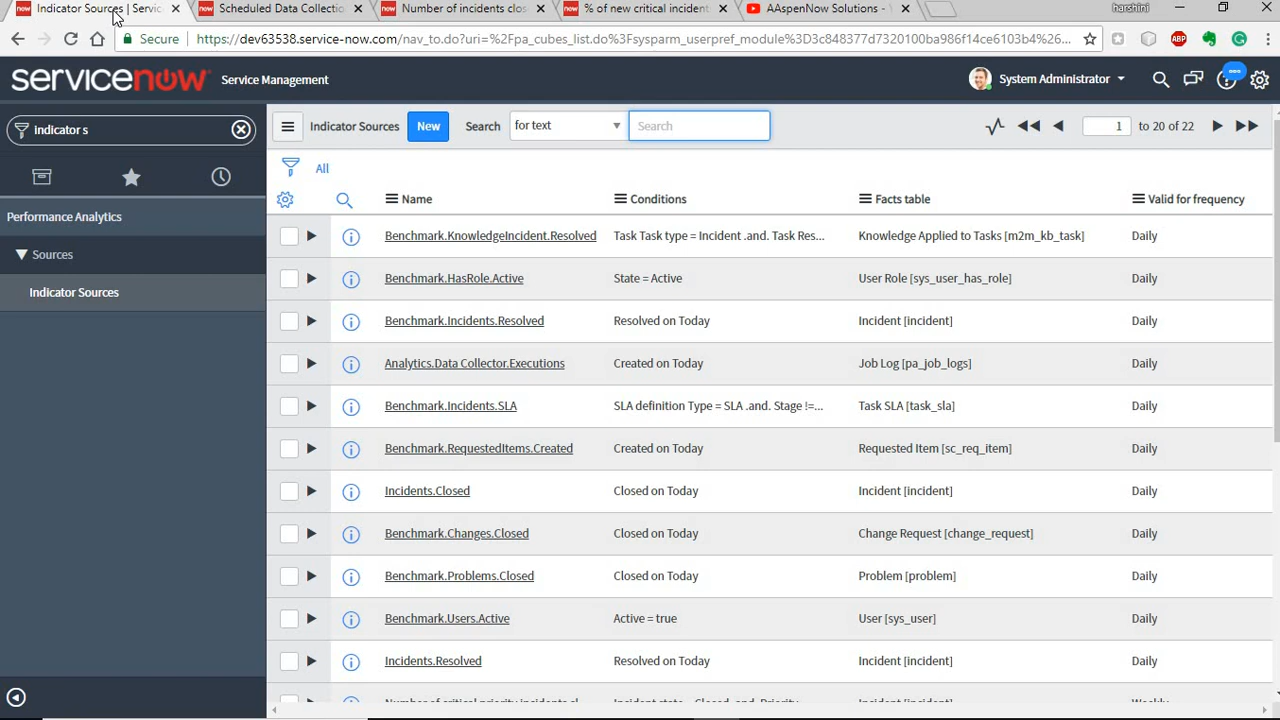 Indicator Sources | Servic
Scheduled Data Collectio
Number of incidents clos
% of new critical incident
AAspenNow Solutions -
harshini
Secure
https://dev63538.service-now.com/nav_to.do?uri=%2Fpa_cubes_list.do%3Fsysparm_userpref_module%3D3c848377d7320100ba986f14ce6103b4%26...
ABP
servicenow Service Management
System Administrator
Indicator s
Indicator Sources New Search for text Search
1 to 20 of 22
All
Performance Analytics
Sources
Indicator Sources
Name Conditions Facts table Valid for frequency
Benchmark.KnowledgeIncident.Resolved Task Task type = Incident .and. Task Res... Knowledge Applied to Tasks [m2m_kb_task] Daily
Benchmark.HasRole.Active State = Active User Role [sys_user_has_role] Daily
Benchmark.Incidents.Resolved Resolved on Today Incident [incident] Daily
Analytics.Data Collector.Executions Created on Today Job Log [pa_job_logs] Daily
Benchmark.Incidents.SLA SLA definition Type = SLA .and. Stage !=... Task SLA [task_sla] Daily
Benchmark.RequestedItems.Created Created on Today Requested Item [sc_req_item] Daily
Incidents.Closed Closed on Today Incident [incident] Daily
Benchmark.Changes.Closed Closed on Today Change Request [change_request] Daily
Benchmark.Problems.Closed Closed on Today Problem [problem] Daily
Benchmark.Users.Active Active = true User [sys_user] Daily
Incidents.Resolved Resolved on Today Incident [incident] Daily
Number of critical priority incidents cl Incident state = Closed .and. Priority Incident [incident] Weekly